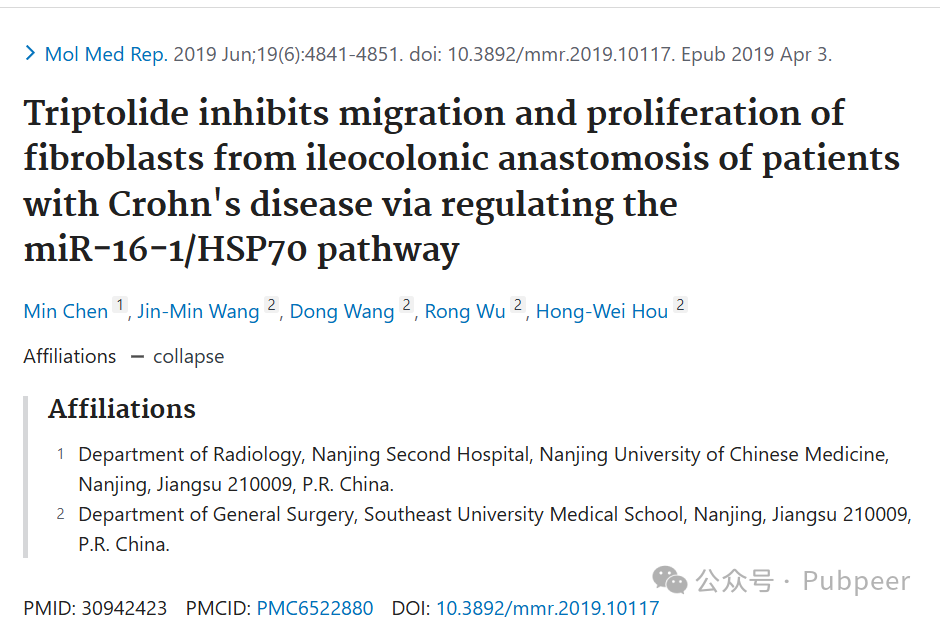 Mol Med Rep. 2019 Jun;19(6):4841-4851. doi: 10.3892/mmr.2019.10117. Epub 2019 Apr 3.
Triptolide inhibits migration and proliferation of
fibroblasts from ileocolonic anastomosis of patients
with Crohn's disease via regulating the
miR-16-1/HSP70 pathway
Min Chen 1, Jin-Min Wang 2, Dong Wang 2, Rong Wu 2, Hong-Wei Hou 2
Affiliations — collapse
Affiliations
1 Department of Radiology, Nanjing Second Hospital, Nanjing University of Chinese Medicine,
Nanjing, Jiangsu 210009, P.R. China.
2 Department of General Surgery, Southeast University Medical School, Nanjing, Jiangsu 210009,
P.R. China.
公众号 · Pubpeer
PMID: 30942423 PMCID: PMC6522880 DOI: 10.3892/mmr.2019.10117